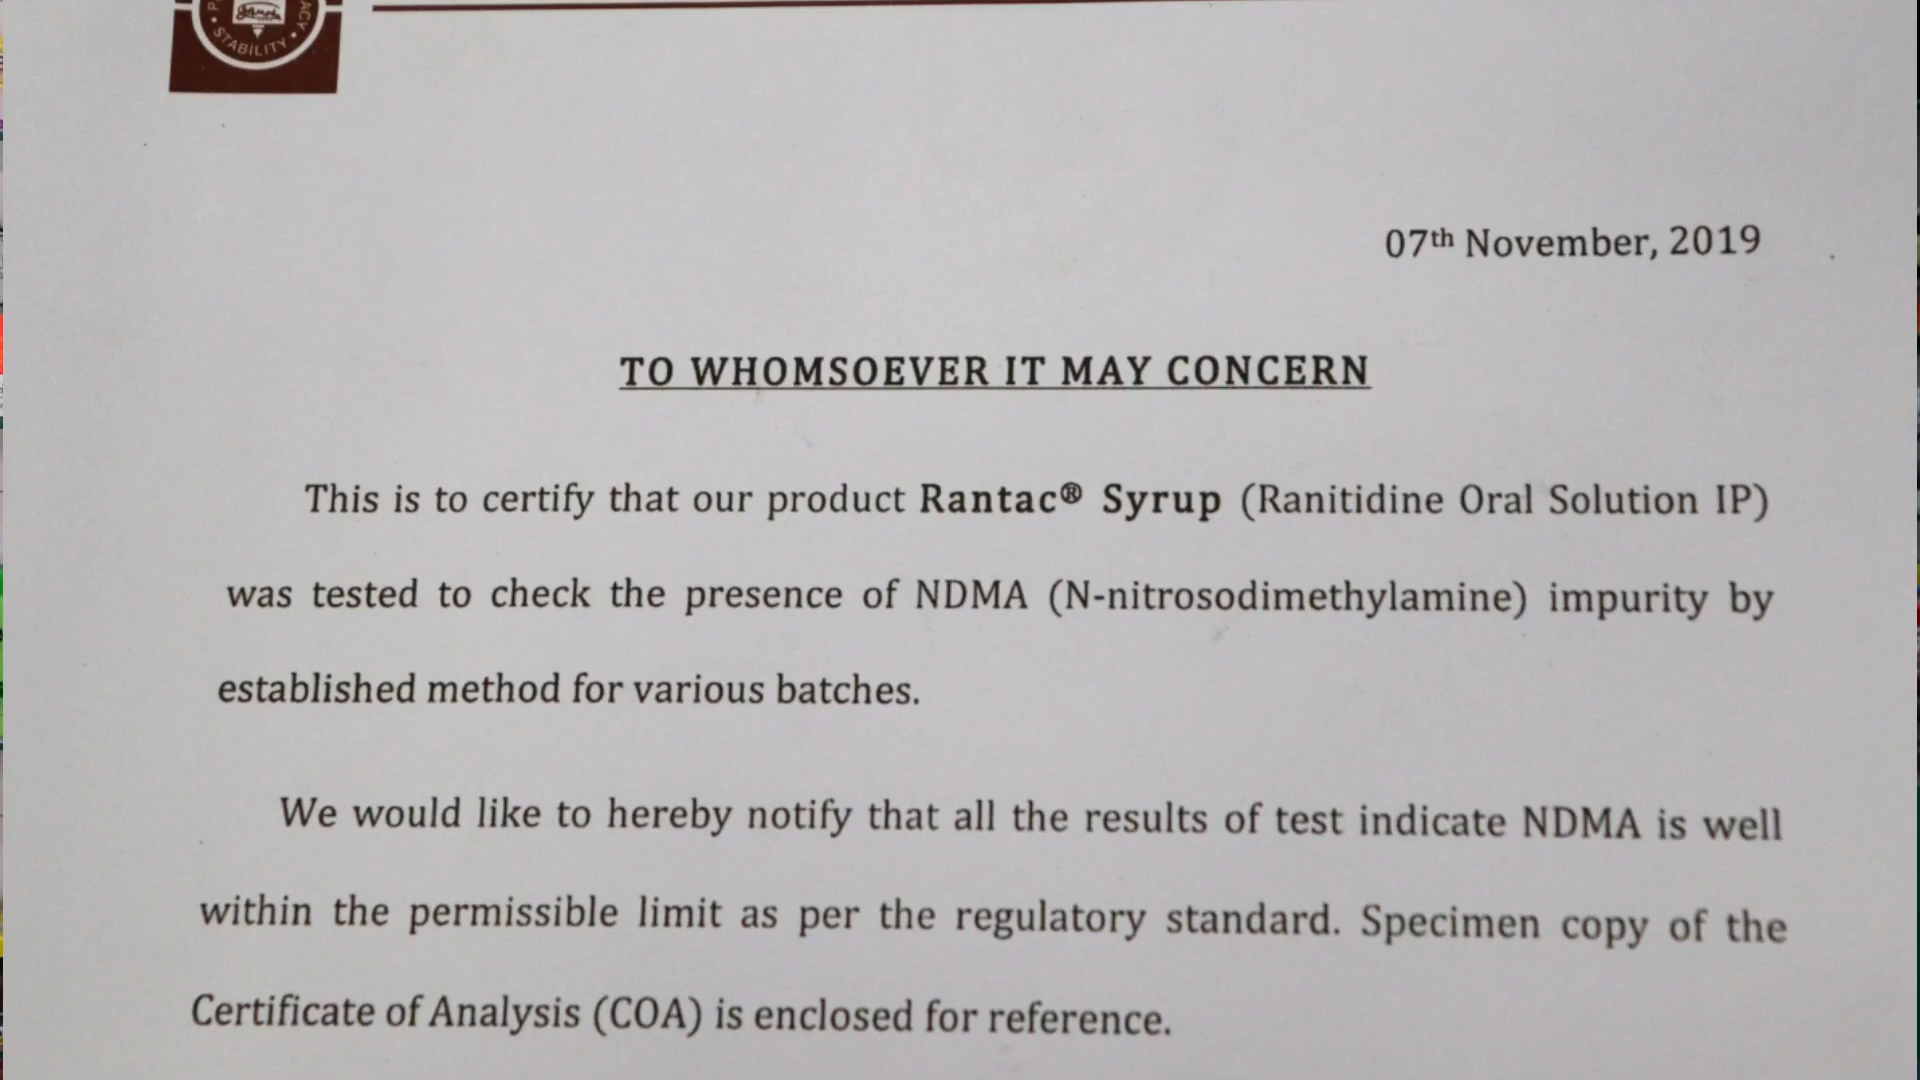 STABILITY
07th November, 2019
TO WHOMSOEVER IT MAY CONCERN
This is to certify that our product Rantac® Syrup (Ranitidine Oral Solution IP)
was tested to check the presence of NDMA (N-nitrosodimethylamine) impurity by
established method for various batches.
We would like to hereby notify that all the results of test indicate NDMA is well
within the permissible limit as per the regulatory standard. Specimen copy of the
Certificate of Analysis (COA) is enclosed for reference.